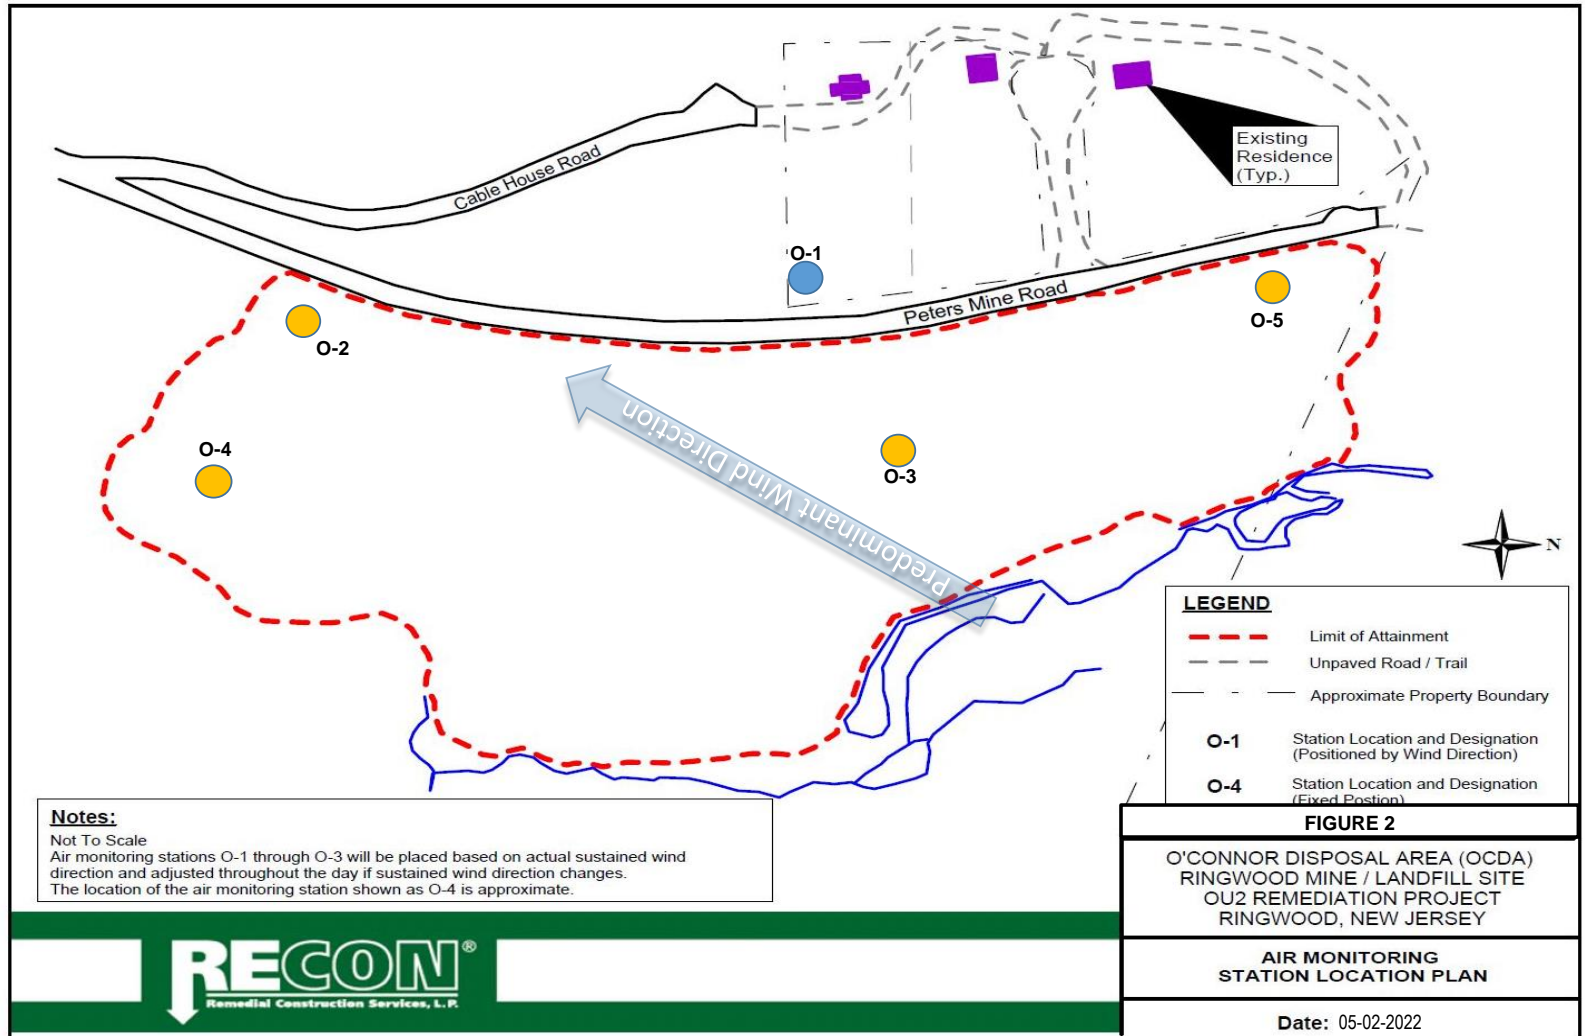 Existing
Residence
(Typ.)
Cable House Road
O-1
Peters Mine Road
O-5
O-2
Predominant Wind Direction
O-4
O-3
N
LEGEND
Limit of Attainment
Unpaved Road / Trail
Approximate Property Boundary
O-1 Station Location and Designation
(Positioned by Wind Direction)
O-4 Station Location and Designation
(Fixed Postion)
Notes:
Not To Scale
Air monitoring stations O-1 through O-3 will be placed based on actual sustained wind
direction and adjusted throughout the day if sustained wind direction changes.
The location of the air monitoring station shown as O-4 is approximate.
FIGURE 2
O'CONNOR DISPOSAL AREA (OCDA)
RINGWOOD MINE / LANDFILL SITE
OU2 REMEDIATION PROJECT
RINGWOOD, NEW JERSEY
AIR MONITORING
STATION LOCATION PLAN
Date: 05-02-2022
RECON®
Remedial Construction Services, L.P.